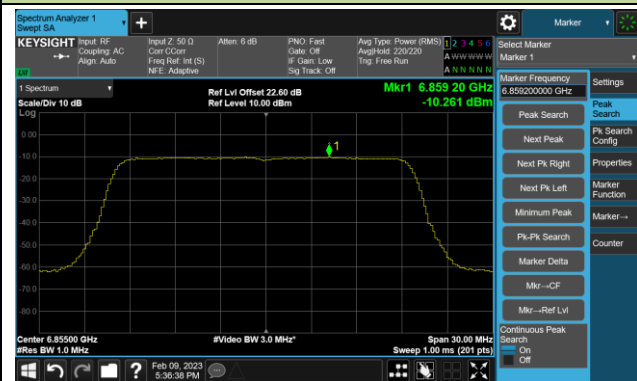 Spectrum Analyzer 1
Swept SA
Marker
KEYSIGHT
Input: RF
Coupling: AC
Align: Auto
Input Z: 50 Ω
Corr CCorr
Freq Ref: Int (S)
NFE: Adaptive
Atten: 6 dB
PNO: Fast
Gate: Off
IF Gain: Low
Sig Track: Off
Avg Type: Power (RMS)
Avg|Hold: 220/220
Trig: Free Run
1 2 3 4 5 6
A W W W W W
A N N N N N
LVI
Select Marker
Marker 1
1 Spectrum
Scale/Div 10 dB
Log
Ref Lvl Offset 22.60 dB
Ref Level 10.00 dBm
Mkr1 6.859 20 GHz
-10.261 dBm
0.00
-10.0
-20.0
-30.0
-40.0
-50.0
-60.0
-70.0
-80.0
1
Center 6.85500 GHz
#Res BW 1.0 MHz
#Video BW 3.0 MHz*
Span 30.00 MHz
Sweep 1.00 ms (201 pts)
Marker Frequency
6.859200000 GHz
Peak Search
Next Peak
Next Pk Right
Next Pk Left
Minimum Peak
Pk-Pk Search
Marker Delta
Mkr→CF
Mkr→Ref Lvl
Continuous Peak
Search
On
Off
Settings
Peak
Search
Pk Search
Config
Properties
Marker
Function
Marker→
Counter
Feb 09, 2023
5:36:38 PM